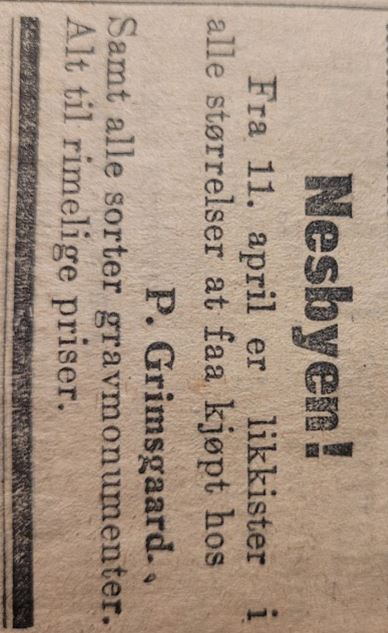 Nesbyen!
Fra 11. april er likkister i
alle størrelser at faa kjøpt hos
P. Grimsgaard.,
Samt alle sorter gravmonumenter.
Alt til rimelige priser.